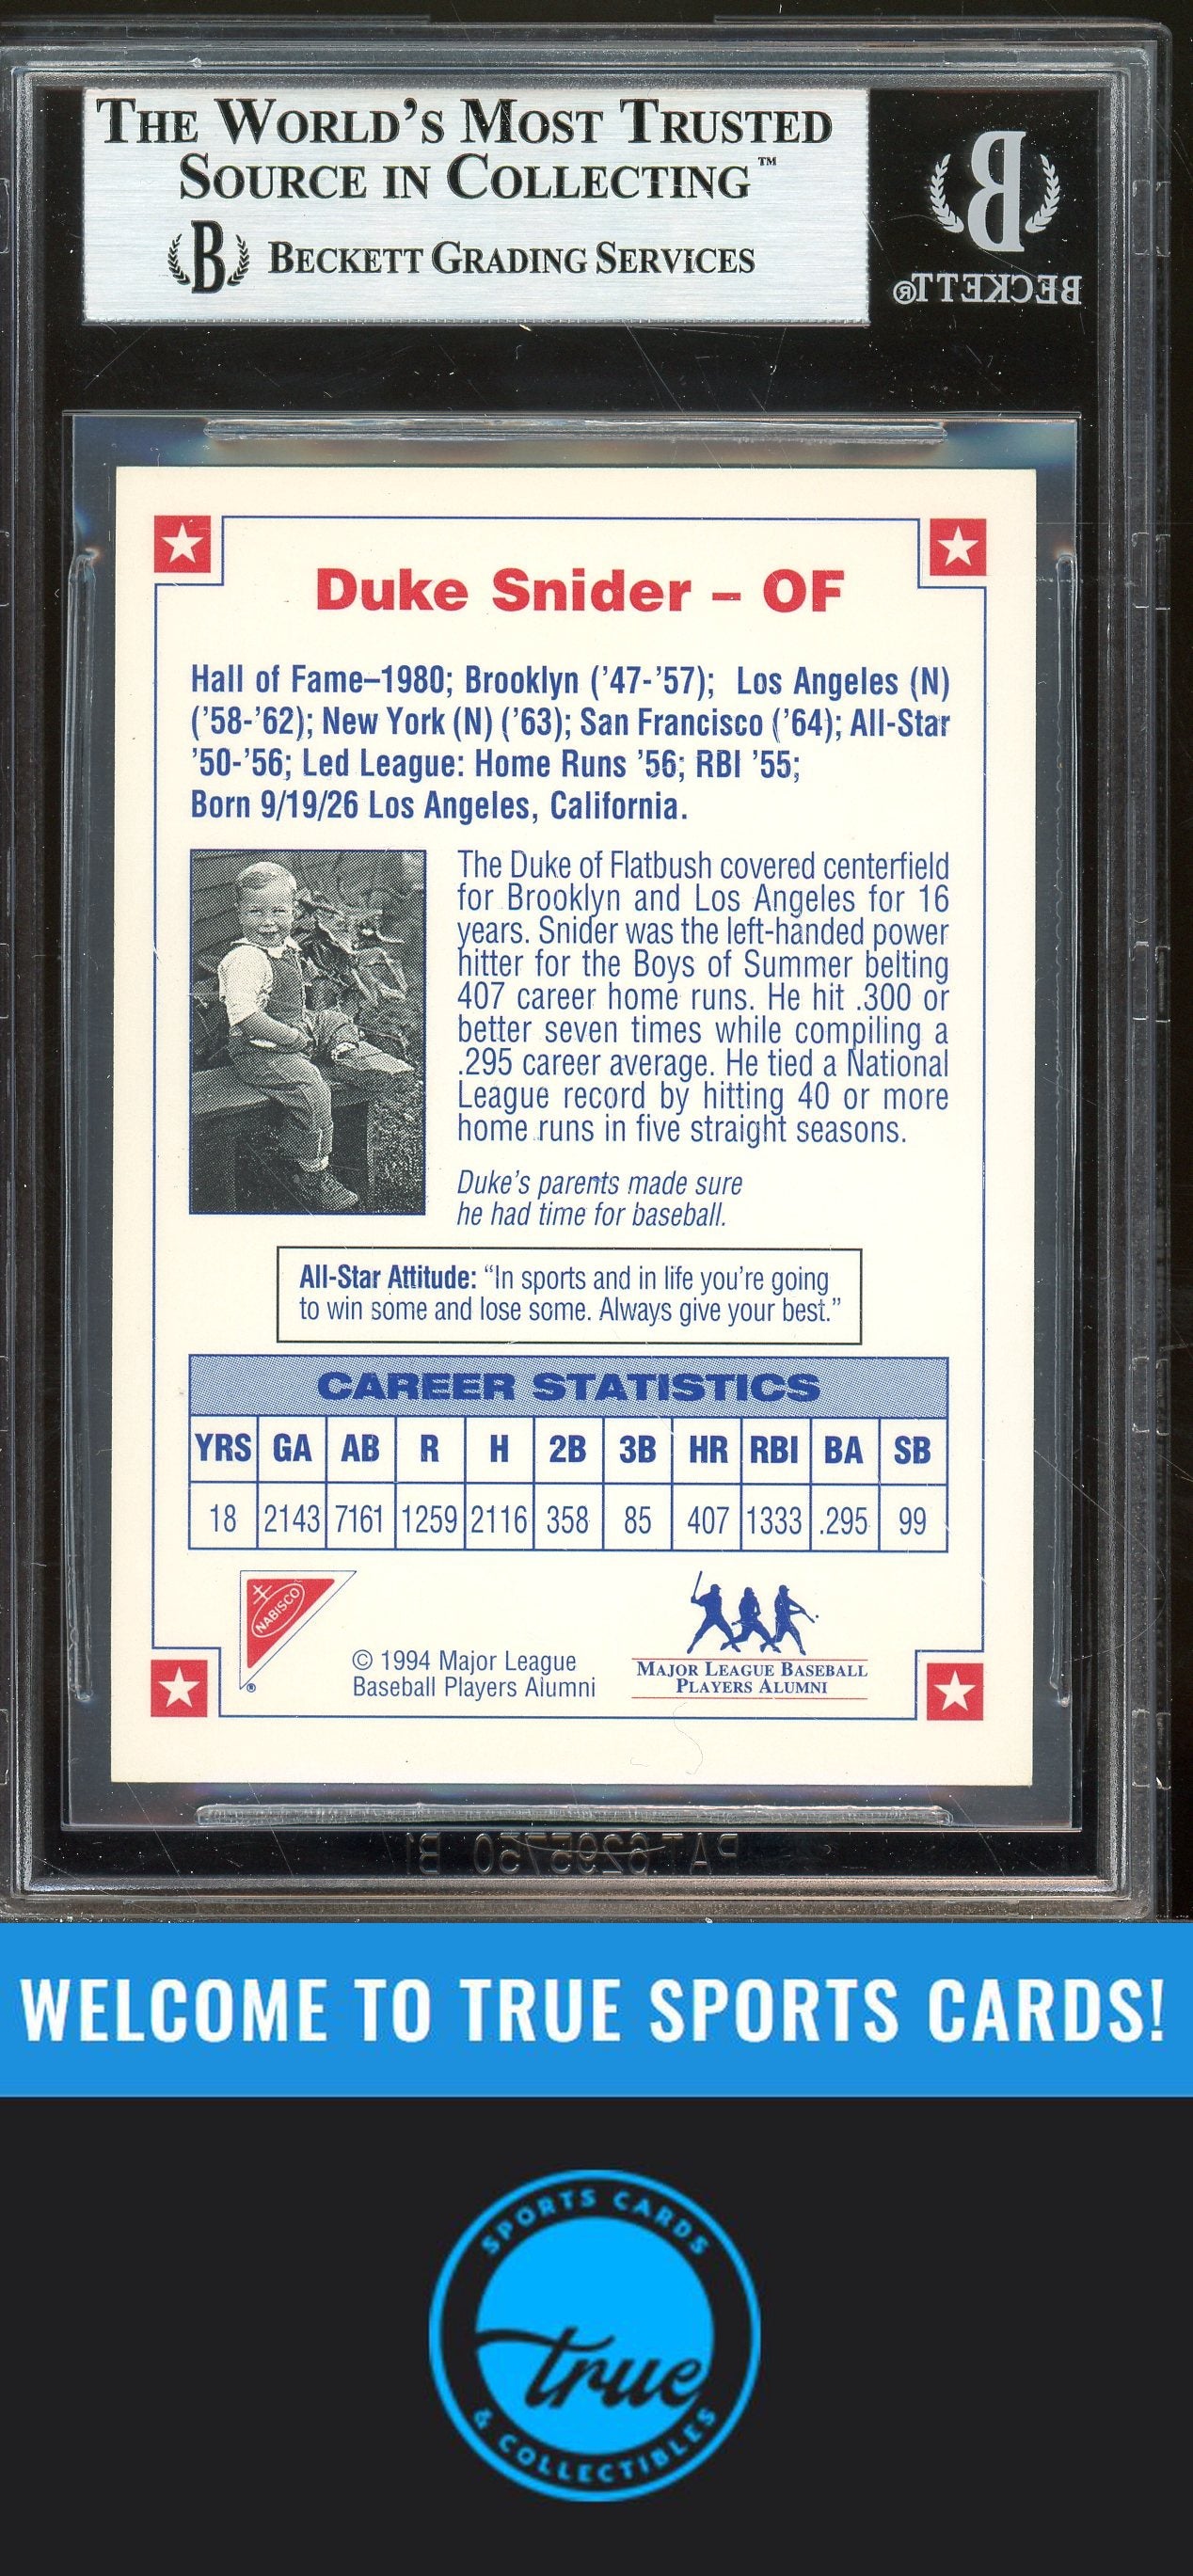 THE WORLD'S MOST TRUSTED
SOURCE IN COLLECTING™
B BECKETT GRADING SERVICES
B
BECKETT®
Duke Snider – OF
Hall of Fame–1980; Brooklyn ('47-'57); Los Angeles (N)
('58-'62); New York (N) ('63); San Francisco ('64); All-Star
'50-'56; Led League: Home Runs '56; RBI '55;
Born 9/19/26 Los Angeles, California.
The Duke of Flatbush covered centerfield
for Brooklyn and Los Angeles for 16
years. Snider was the left-handed power
hitter for the Boys of Summer belting
407 career home runs. He hit .300 or
better seven times while compiling a
.295 career average. He tied a National
League record by hitting 40 or more
home runs in five straight seasons.
Duke's parents made sure
he had time for baseball.
All-Star Attitude: “In sports and in life you're going
to win some and lose some. Always give your best.”
CAREER STATISTICS
YRS GA AB R H 2B 3B HR RBI BA SB
18 2143 7161 1259 2116 358 85 407 1333 .295 99
NABISCO
®
© 1994 Major League
Baseball Players Alumni
MAJOR LEAGUE BASEBALL
PLAYERS ALUMNI
PAT.6295750 B1
WELCOME TO TRUE SPORTS CARDS!
SPORTS CARDS
true
& COLLECTIBLES